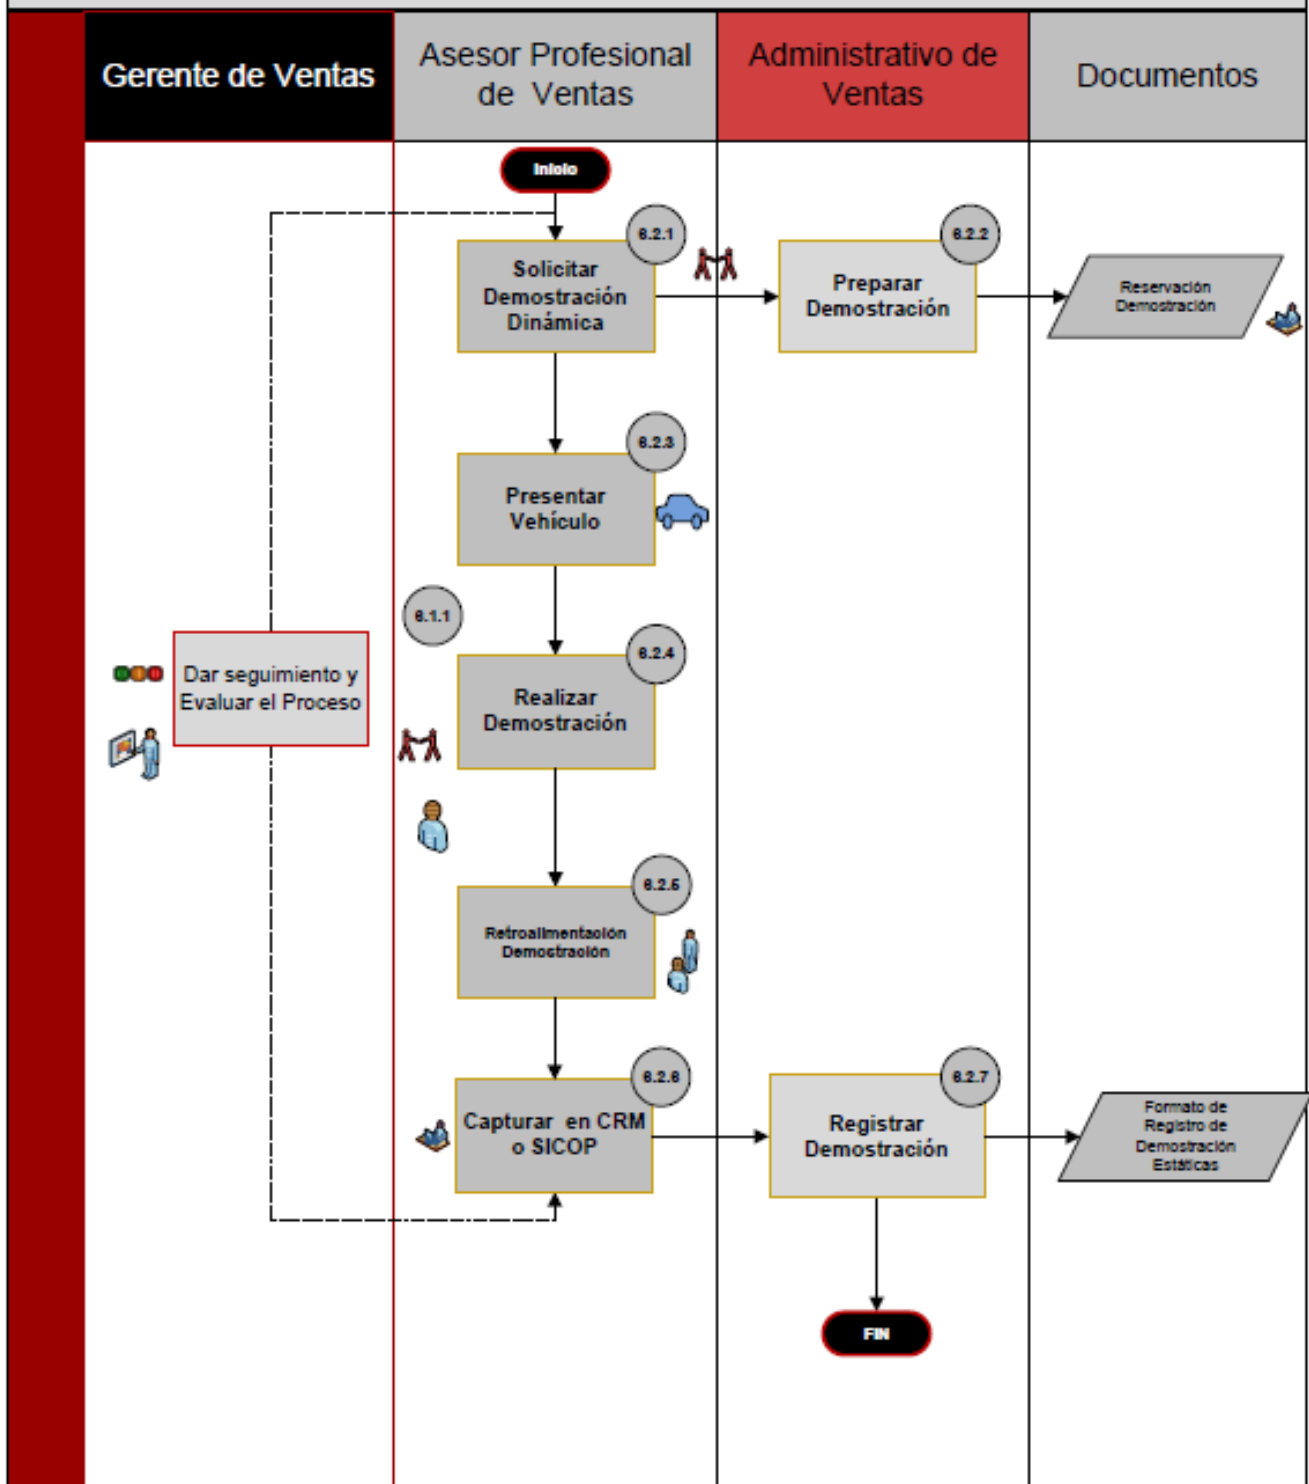 Gerente de Ventas
Asesor Profesional
de Ventas
Administrativo de
Ventas
Documentos
Inicio
6.2.1
Solicitar
Demostración
Dinámica
6.2.2
Preparar
Demostración
Reservación
Demostración
6.2.3
Presentar
Vehículo
6.1.1
Dar seguimiento y
Evaluar el Proceso
6.2.4
Realizar
Demostración
6.2.5
Retroalimentación
Demostración
6.2.6
Capturar en CRM
o SICOP
6.2.7
Registrar
Demostración
Formato de
Registro de
Demostración
Estáticas
FIN